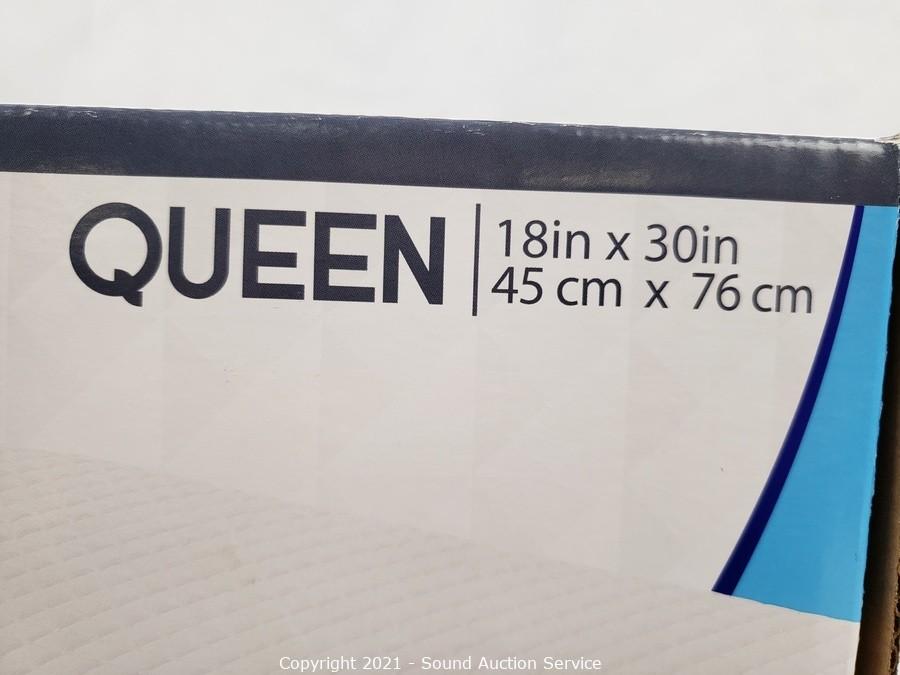 QUEEN
18in x 30in
45 cm x 76 cm
Copyright 2021 - Sound Auction Service